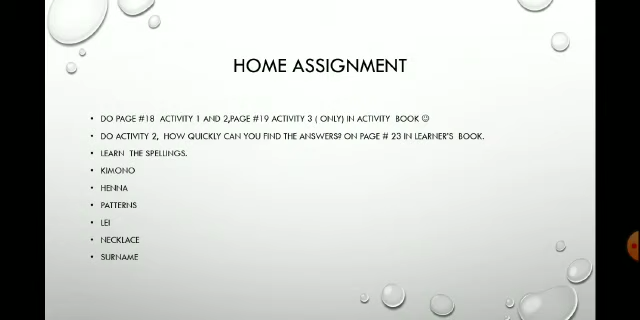 HOME ASSIGNMENT
• DO PAGE #18 ACTIVITY 1 AND 2,PAGE #19 ACTIVITY 3 ( ONLY) IN ACTIVITY BOOK ☺
• DO ACTIVITY 2, HOW QUICKLY CAN YOU FIND THE ANSWERS? ON PAGE # 23 IN LEARNER'S BOOK.
• LEARN THE SPELLINGS.
• KIMONO
• HENNA
• PATTERNS
• LEI
• NECKLACE
• SURNAME